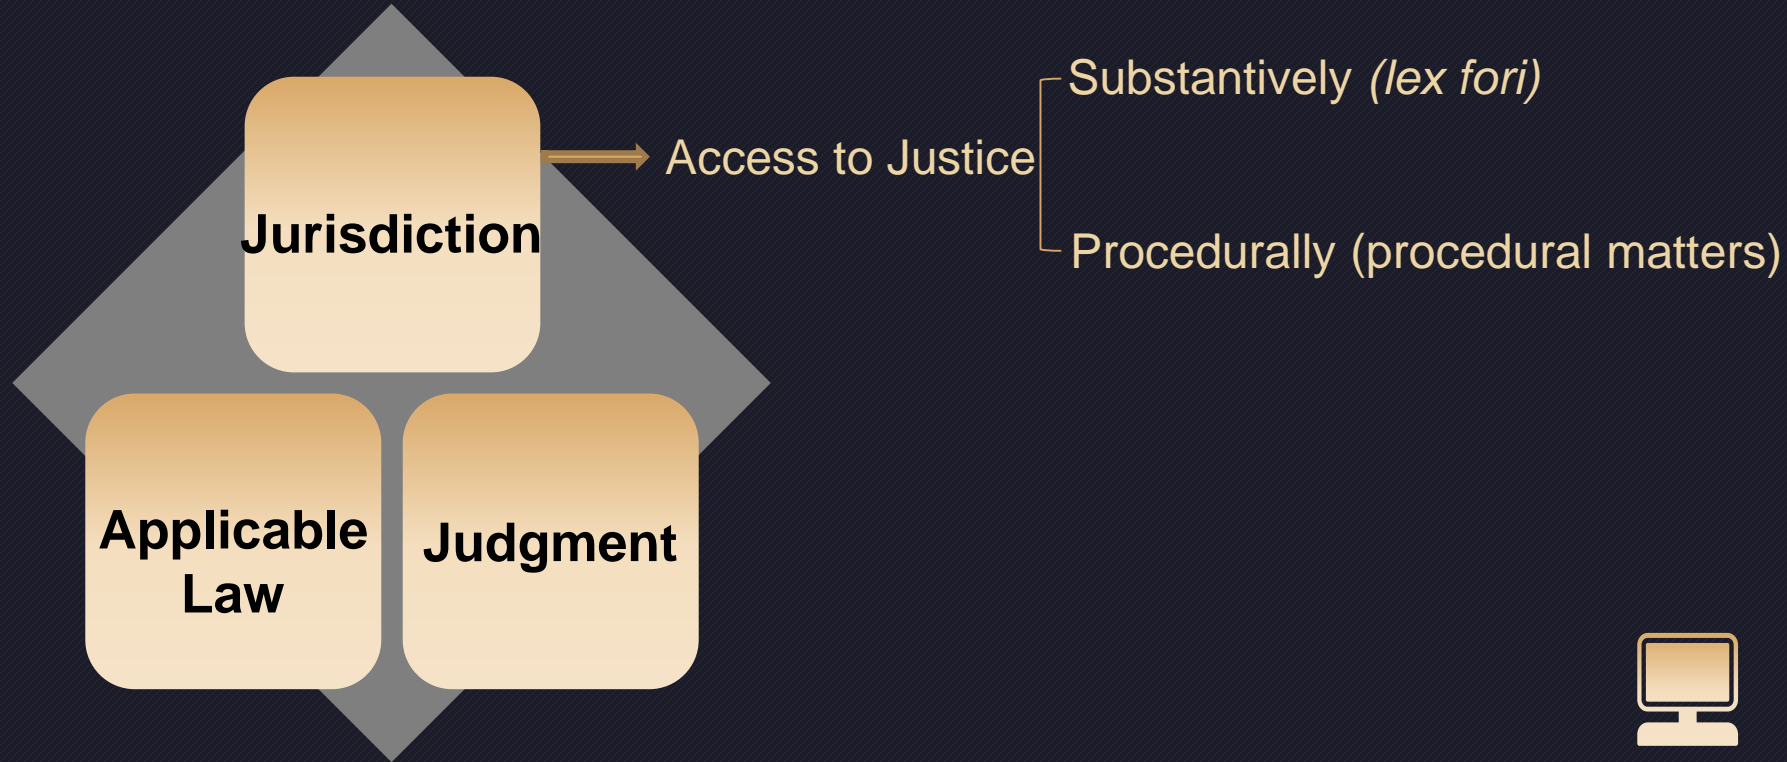 Substantively (lex fori)
Access to Justice
Procedurally (procedural matters)
Jurisdiction
Applicable
Law
Judgment